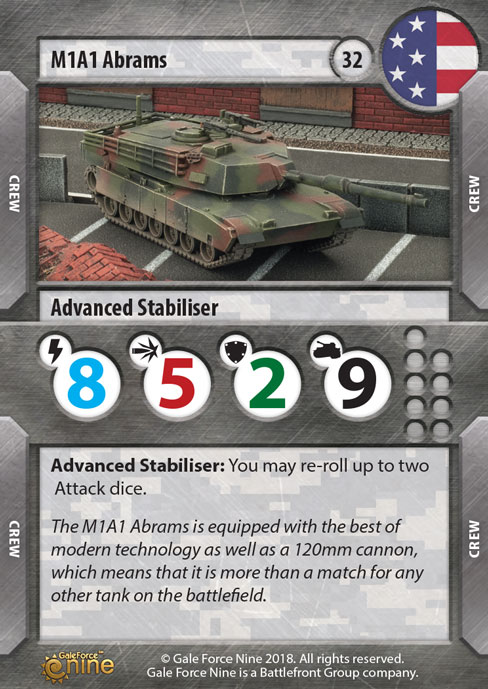 M1A1 Abrams
32
CREW
CREW
Advanced Stabiliser
8 5 2 9
Advanced Stabiliser: You may re-roll up to two
Attack dice.
The M1A1 Abrams is equipped with the best of
modern technology as well as a 120mm cannon,
which means that it is more than a match for any
other tank on the battlefield.
CREW
CREW
GaleForce™
nine
© Gale Force Nine 2018. All rights reserved.
Gale Force Nine is a Battlefront Group company.